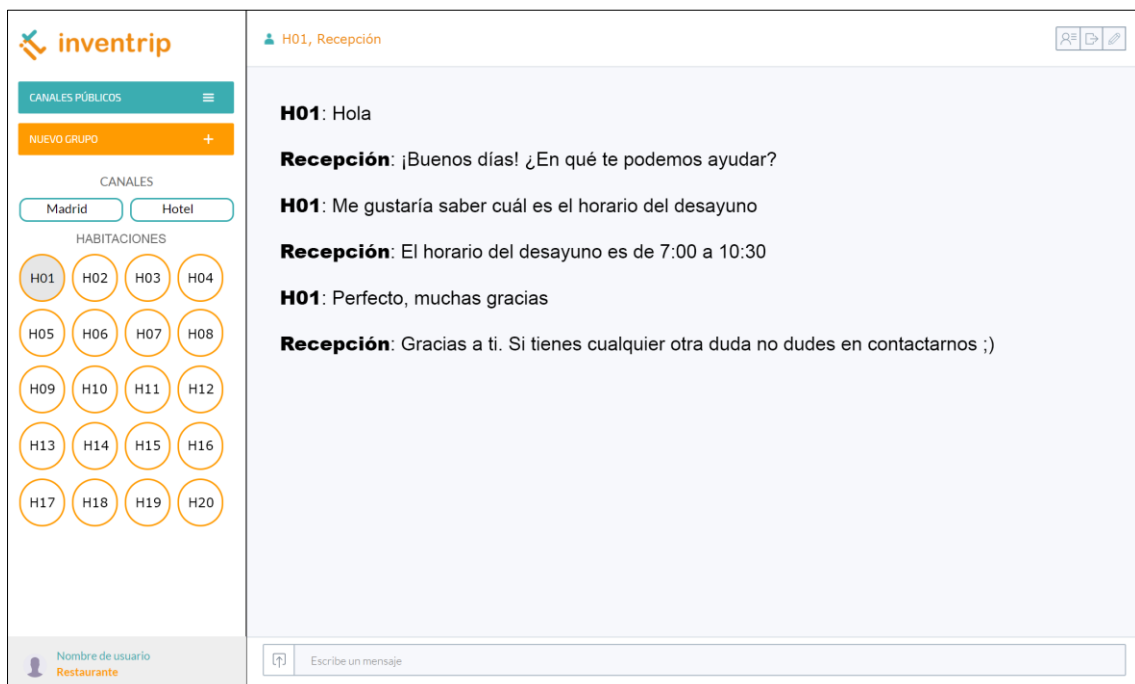 inventrip
CANALES PÚBLICOS
NUEVO GRUPO +
CANALES
Madrid Hotel
HABITACIONES
H01 H02 H03 H04
H05 H06 H07 H08
H09 H10 H11 H12
H13 H14 H15 H16
H17 H18 H19 H20
Nombre de usuario
Restaurante
H01, Recepción
H01: Hola
Recepción: ¡Buenos días! ¿En qué te podemos ayudar?
H01: Me gustaría saber cuál es el horario del desayuno
Recepción: El horario del desayuno es de 7:00 a 10:30
H01: Perfecto, muchas gracias
Recepción: Gracias a ti. Si tienes cualquier otra duda no dudes en contactarnos ;)
Escribe un mensaje